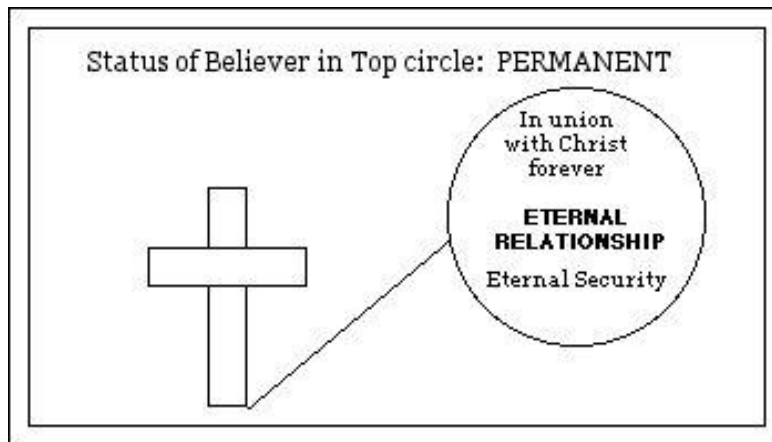 Status of Believer in Top circle: PERMANENT
In union
with Christ
forever
ETERNAL
RELATIONSHIP
Eternal Security